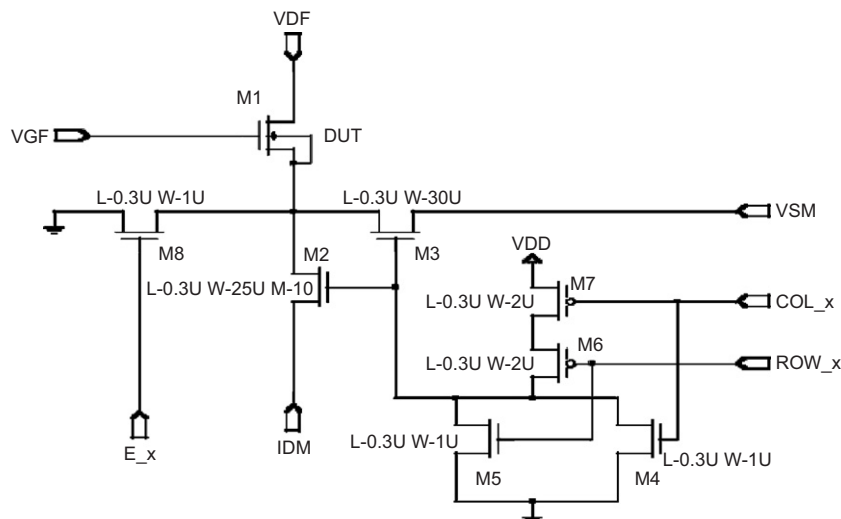 VDF
M1
VGF
DUT
L-0.3U W-1U
L-0.3U W-30U
VSM
M8
M2
M3
VDD
M7
L-0.3U W-25U M-10
L-0.3U W-2U
COL_x
M6
L-0.3U W-2U
ROW_x
L-0.3U W-1U
E_x
IDM
M5
M4
L-0.3U W-1U